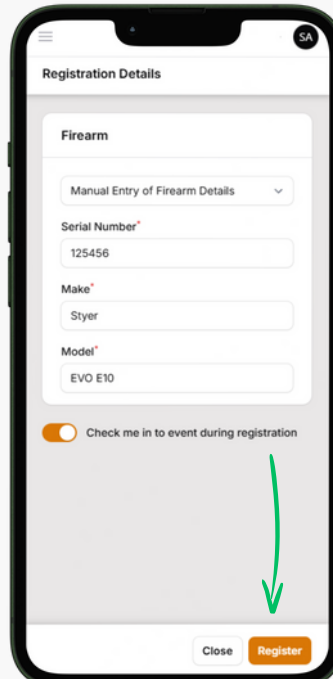 SA
Registration Details
Firearm
Manual Entry of Firearm Details
Serial Number*
125456
Make*
Styer
Model*
EVO E10
Check me in to event during registration
Close Register